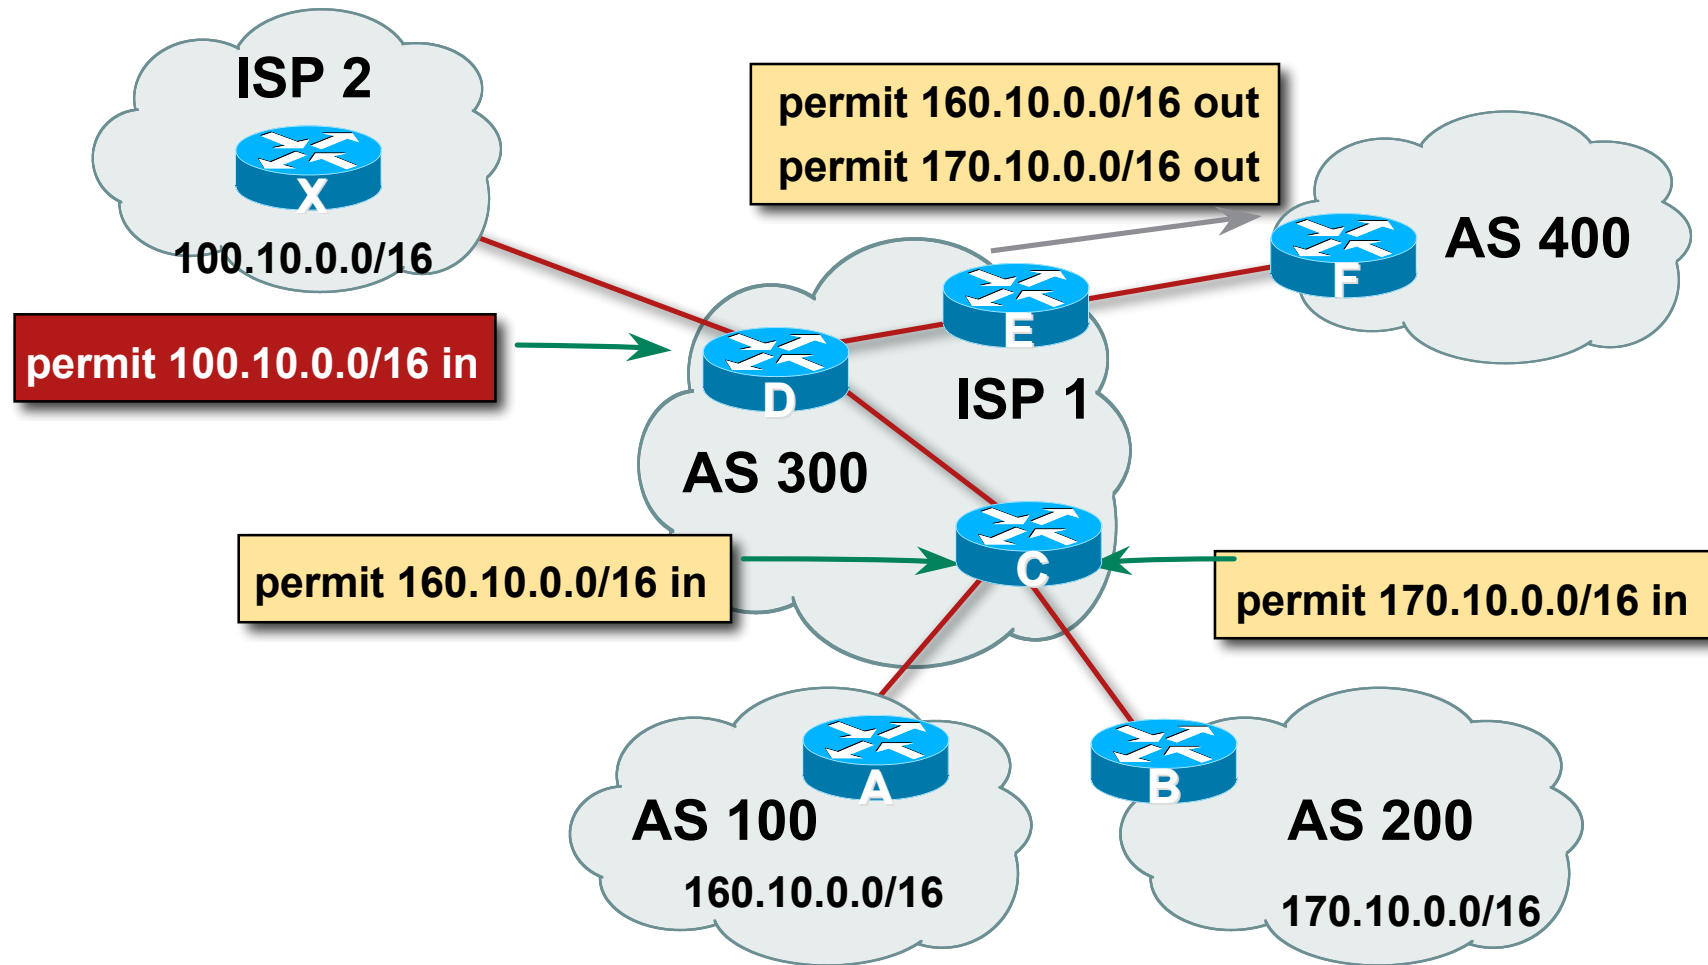 ISP 2
X
100.10.0.0/16
permit 160.10.0.0/16 out
permit 170.10.0.0/16 out
AS 400
F
E
permit 100.10.0.0/16 in
D
ISP 1
AS 300
permit 160.10.0.0/16 in
C
permit 170.10.0.0/16 in
A
AS 100
160.10.0.0/16
B
AS 200
170.10.0.0/16